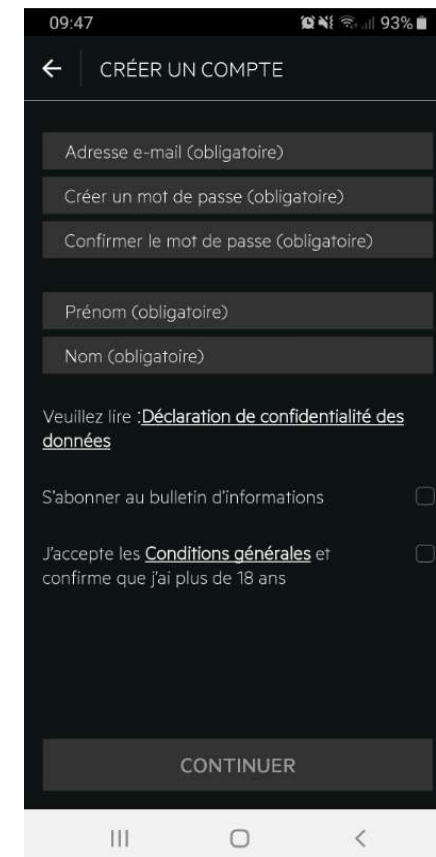 09:47
93%
CRÉER UN COMPTE
Adresse e-mail (obligatoire)
Créer un mot de passe (obligatoire)
Confirmer le mot de passe (obligatoire)
Prénom (obligatoire)
Nom (obligatoire)
Veuillez lire :Déclaration de confidentialité des
données
S'abonner au bulletin d'informations
J'accepte les Conditions générales et
confirme que j'ai plus de 18 ans
CONTINUER